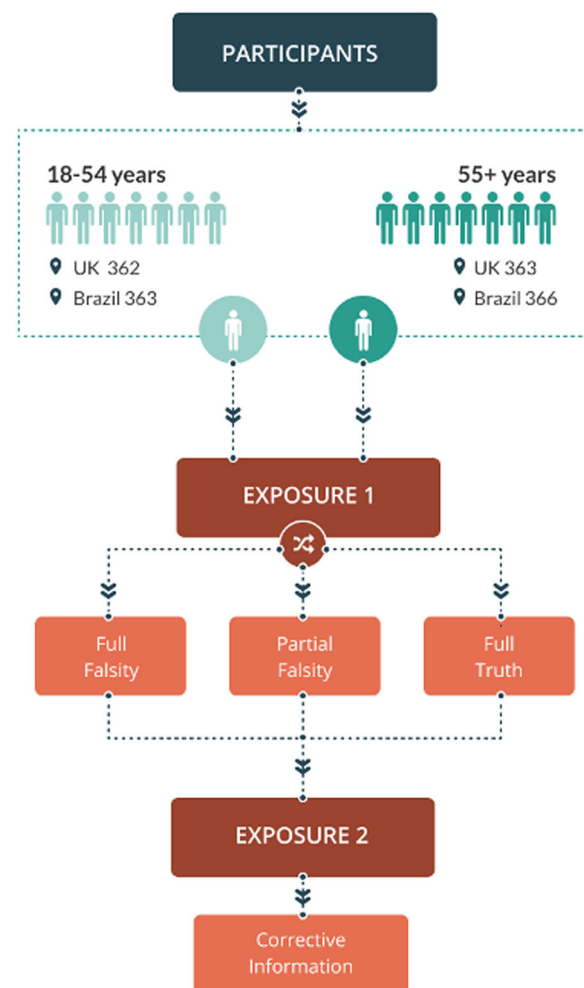 PARTICIPANTS
18-54 years
UK 362
Brazil 363
55+ years
UK 363
Brazil 366
EXPOSURE 1
Full
Falsity
Partial
Falsity
Full
Truth
EXPOSURE 2
Corrective
Information